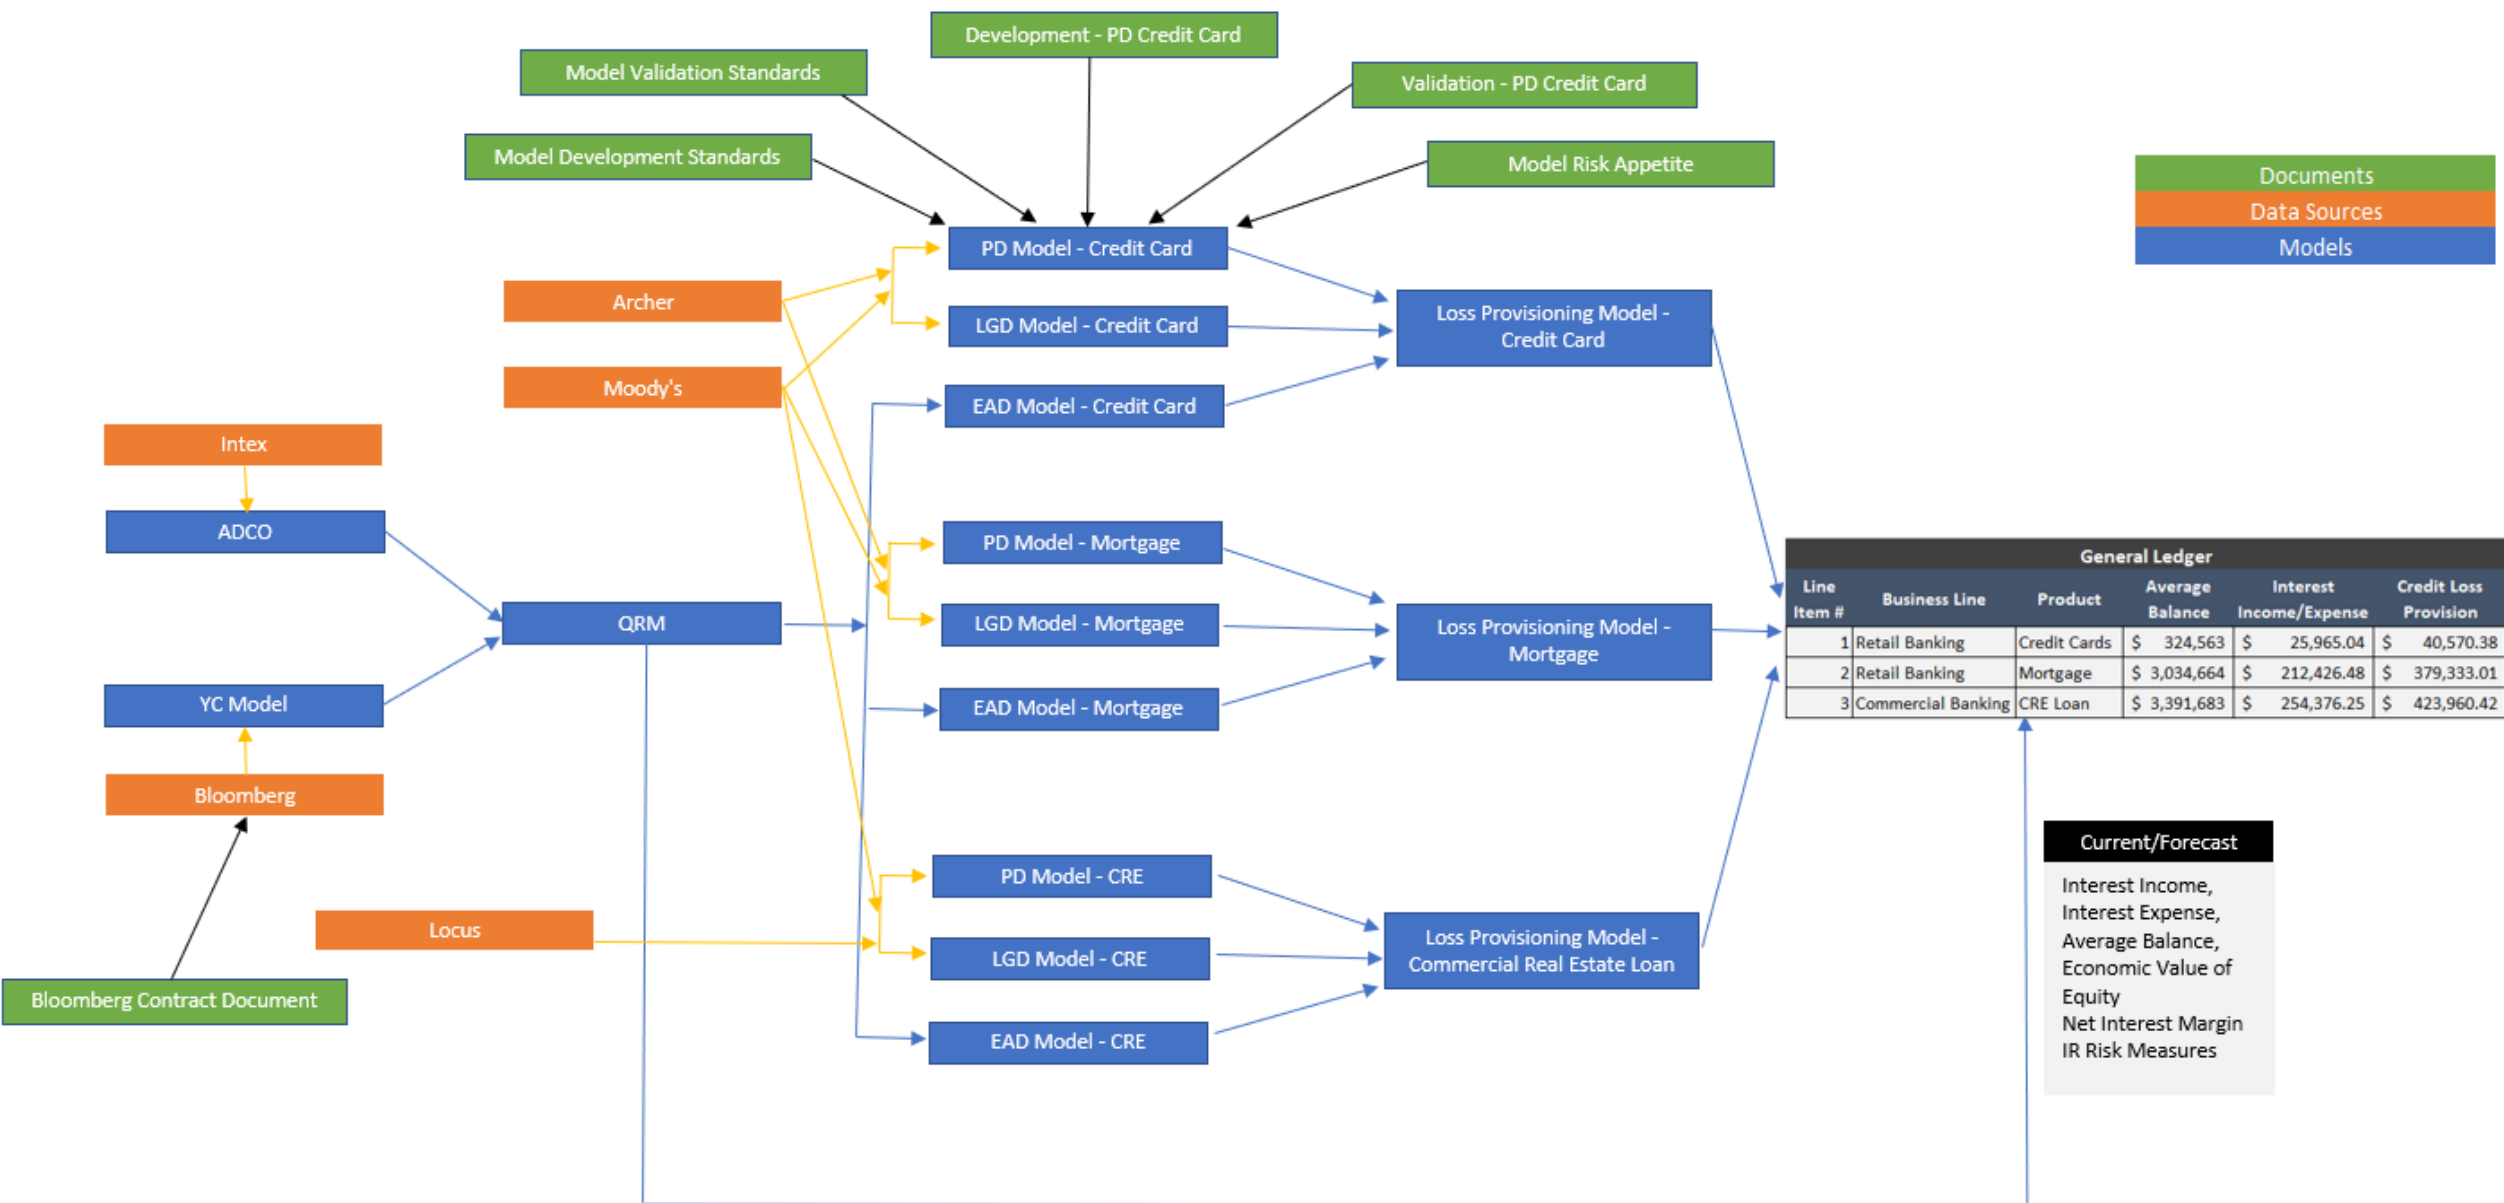 Development - PD Credit Card
Model Validation Standards
Validation - PD Credit Card
Model Development Standards
Model Risk Appetite
Documents
Data Sources
Models
PD Model - Credit Card
Archer
LGD Model - Credit Card
Loss Provisioning Model -
Credit Card
Moody's
EAD Model - Credit Card
Intex
ADCO
PD Model - Mortgage
QRM
LGD Model - Mortgage
Loss Provisioning Model -
Mortgage
YC Model
EAD Model - Mortgage
Bloomberg
General Ledger
Line Item # Business Line Product Average Balance Interest Income/Expense Credit Loss Provision
1 Retail Banking Credit Cards $ 324,563 $ 25,965.04 $ 40,570.38
2 Retail Banking Mortgage $ 3,034,664 $ 212,426.48 $ 379,333.01
3 Commercial Banking CRE Loan $ 3,391,683 $ 254,376.25 $ 423,960.42
PD Model - CRE
Locus
LGD Model - CRE
Loss Provisioning Model -
Commercial Real Estate Loan
Bloomberg Contract Document
EAD Model - CRE
Current/Forecast
Interest Income,
Interest Expense,
Average Balance,
Economic Value of
Equity
Net Interest Margin
IR Risk Measures